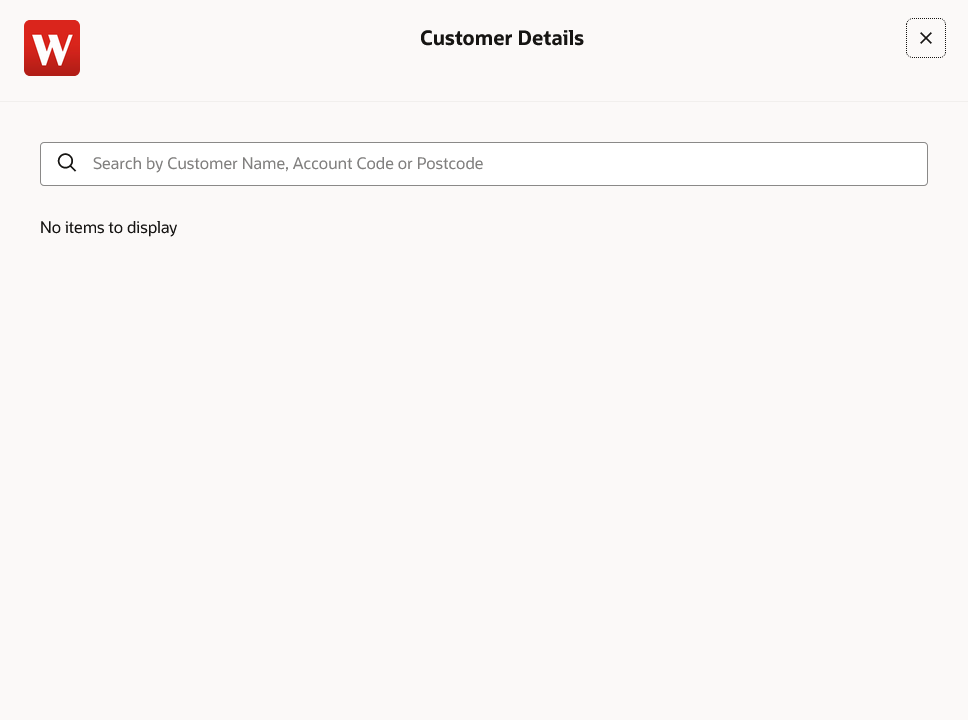 W
Customer Details
Search by Customer Name, Account Code or Postcode
No items to display